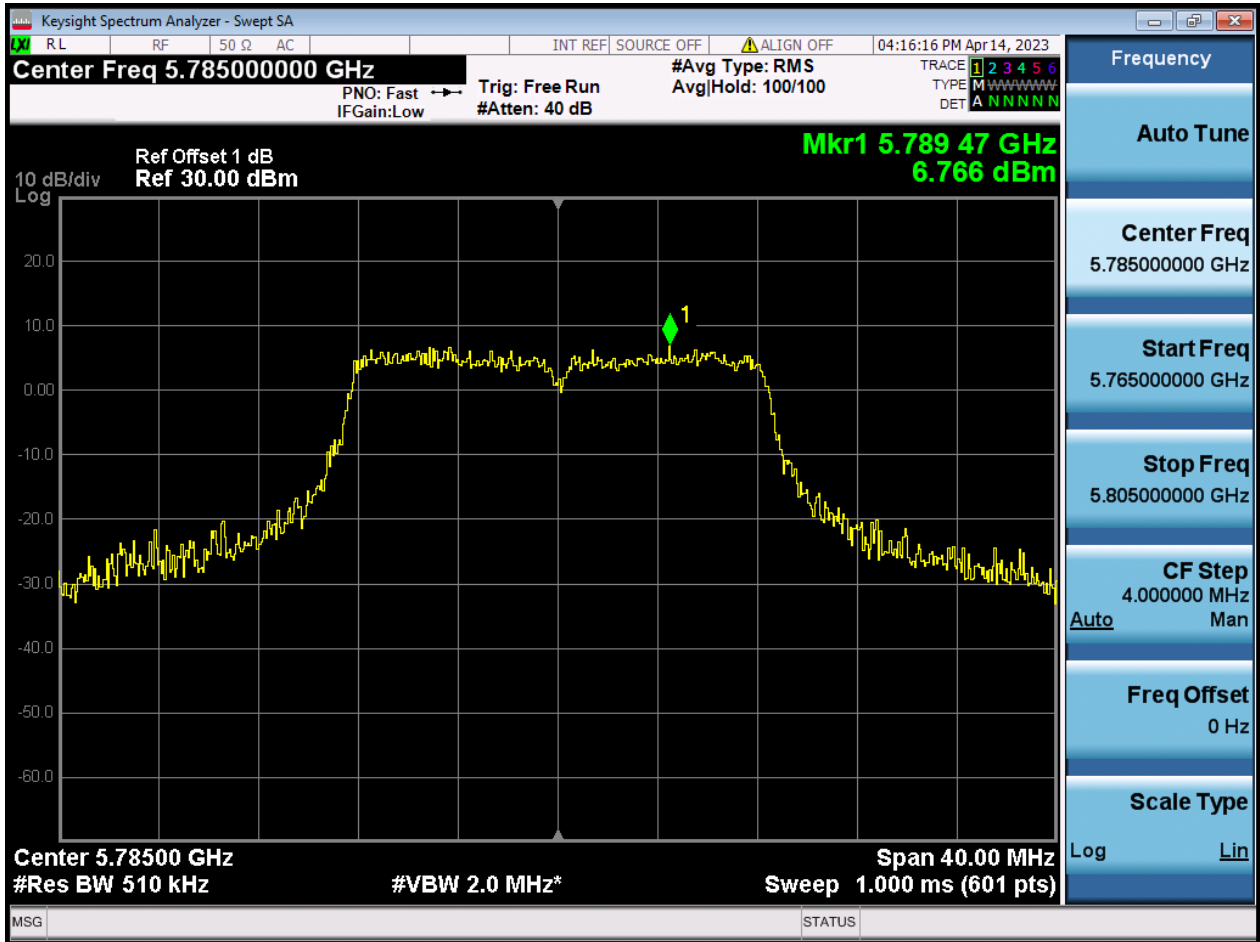 Keysight Spectrum Analyzer - Swept SA
LXI RL RF 50 Ω AC INT REF SOURCE OFF ALIGN OFF 04:16:16 PM Apr 14, 2023
Center Freq 5.785000000 GHz
PNO: Fast
IFGain:Low
Trig: Free Run
#Atten: 40 dB
#Avg Type: RMS
Avg|Hold: 100/100
TRACE 1 2 3 4 5 6
TYPE M WWWWW
DET A N N N N N
Mkr1 5.789 47 GHz
6.766 dBm
Ref Offset 1 dB
10 dB/div Ref 30.00 dBm
Log
20.0
10.0
0.00
-10.0
-20.0
-30.0
-40.0
-50.0
-60.0
1
Center 5.78500 GHz Span 40.00 MHz
#Res BW 510 kHz #VBW 2.0 MHz* Sweep 1.000 ms (601 pts)
MSG STATUS
Frequency
Auto Tune
Center Freq
5.785000000 GHz
Start Freq
5.765000000 GHz
Stop Freq
5.805000000 GHz
CF Step
4.000000 MHz
Auto Man
Freq Offset
0 Hz
Scale Type
Log Lin